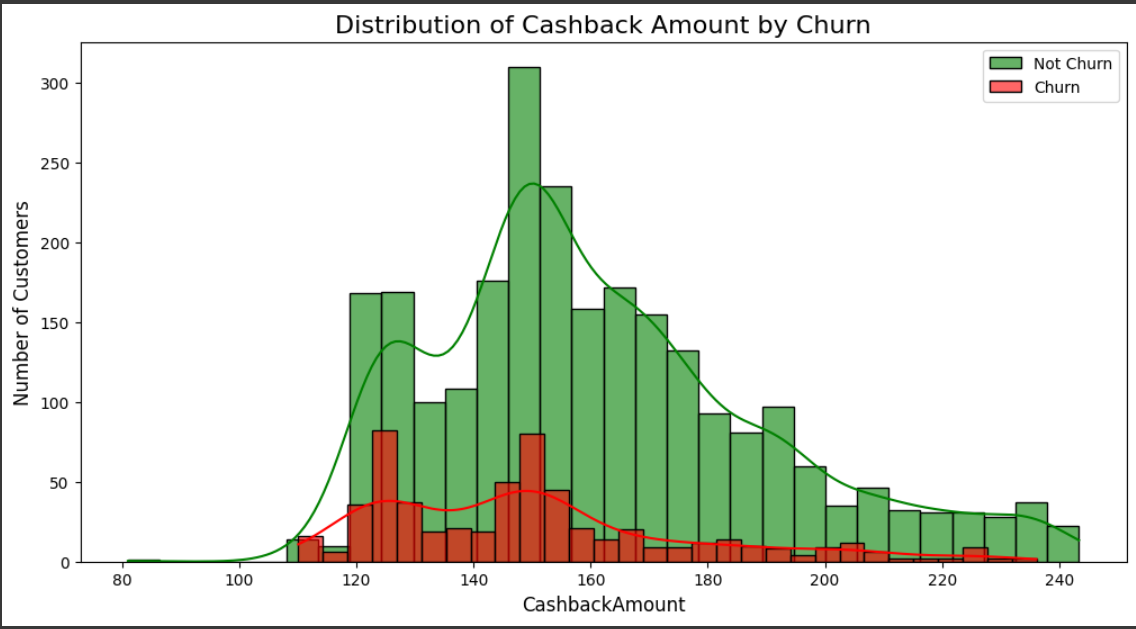 Distribution of Cashback Amount by Churn
Not Churn
Churn
Number of Customers
300
250
200
150
100
50
0
80 100 120 140 160 180 200 220 240
CashbackAmount